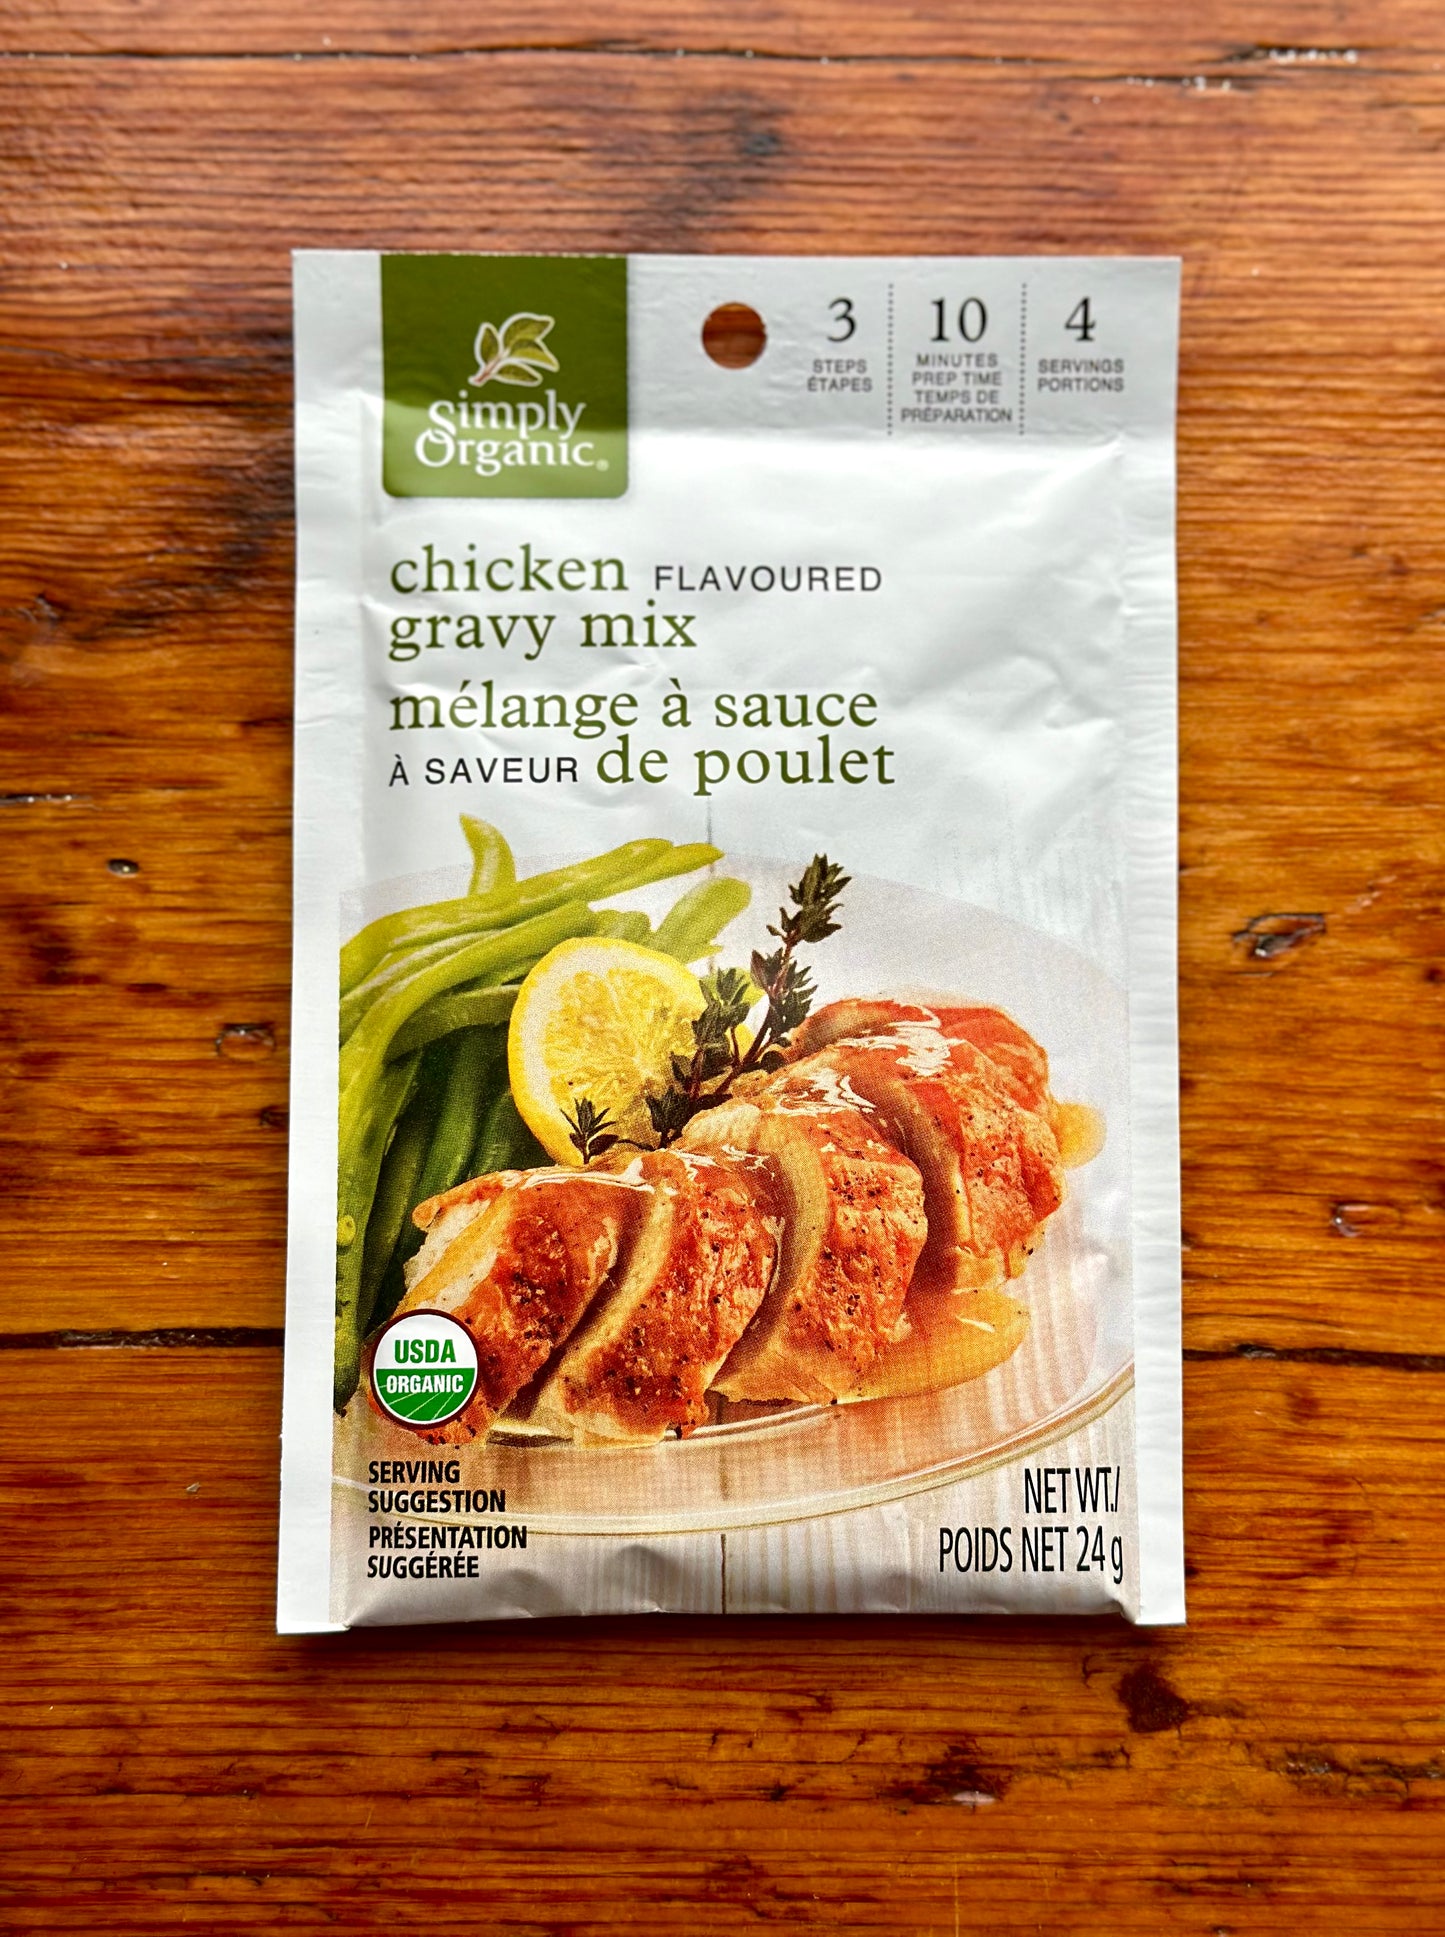 Simply
Organic®
3
STEPS
ÉTAPES
10
MINUTES
PREP TIME
TEMPS DE
PRÉPARATION
4
SERVINGS
PORTIONS
chicken FLAVOURED
gravy mix
mélange à sauce
À SAVEUR de poulet
USDA
ORGANIC
SERVING
SUGGESTION
PRÉSENTATION
SUGGÉRÉE
NET WT./
POIDS NET 24 g